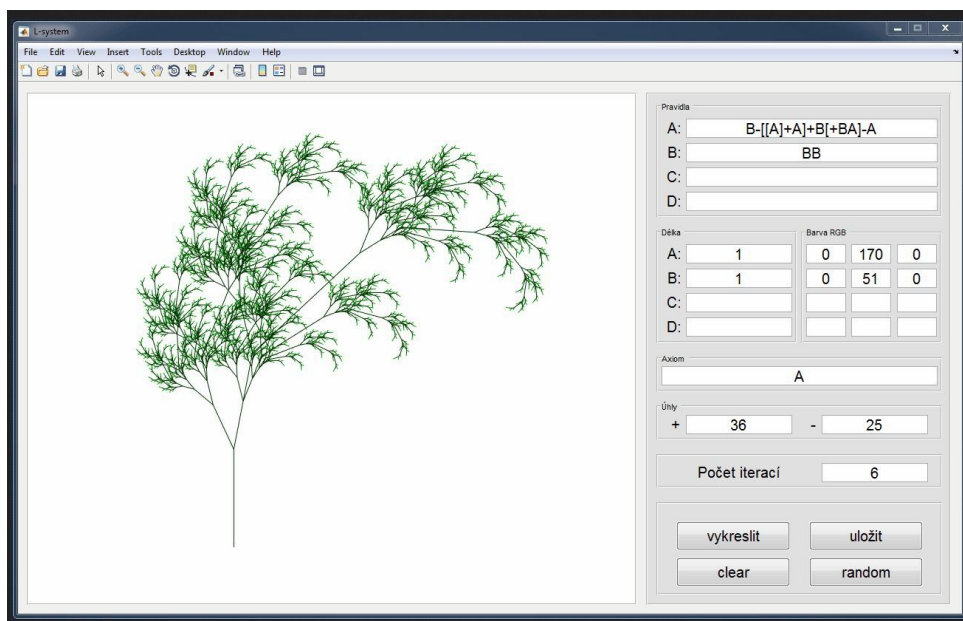 L-system
File Edit View Insert Tools Desktop Window Help
Pravidla
A: B-[[A]+A]+B[+BA]-A
B: BB
C:
D:
Délka Barva RGB
A: 1 0 170 0
B: 1 0 51 0
C:
D:
Axiom
A
Úhly
+ 36 - 25
Počet iterací 6
vykreslit uložit
clear random